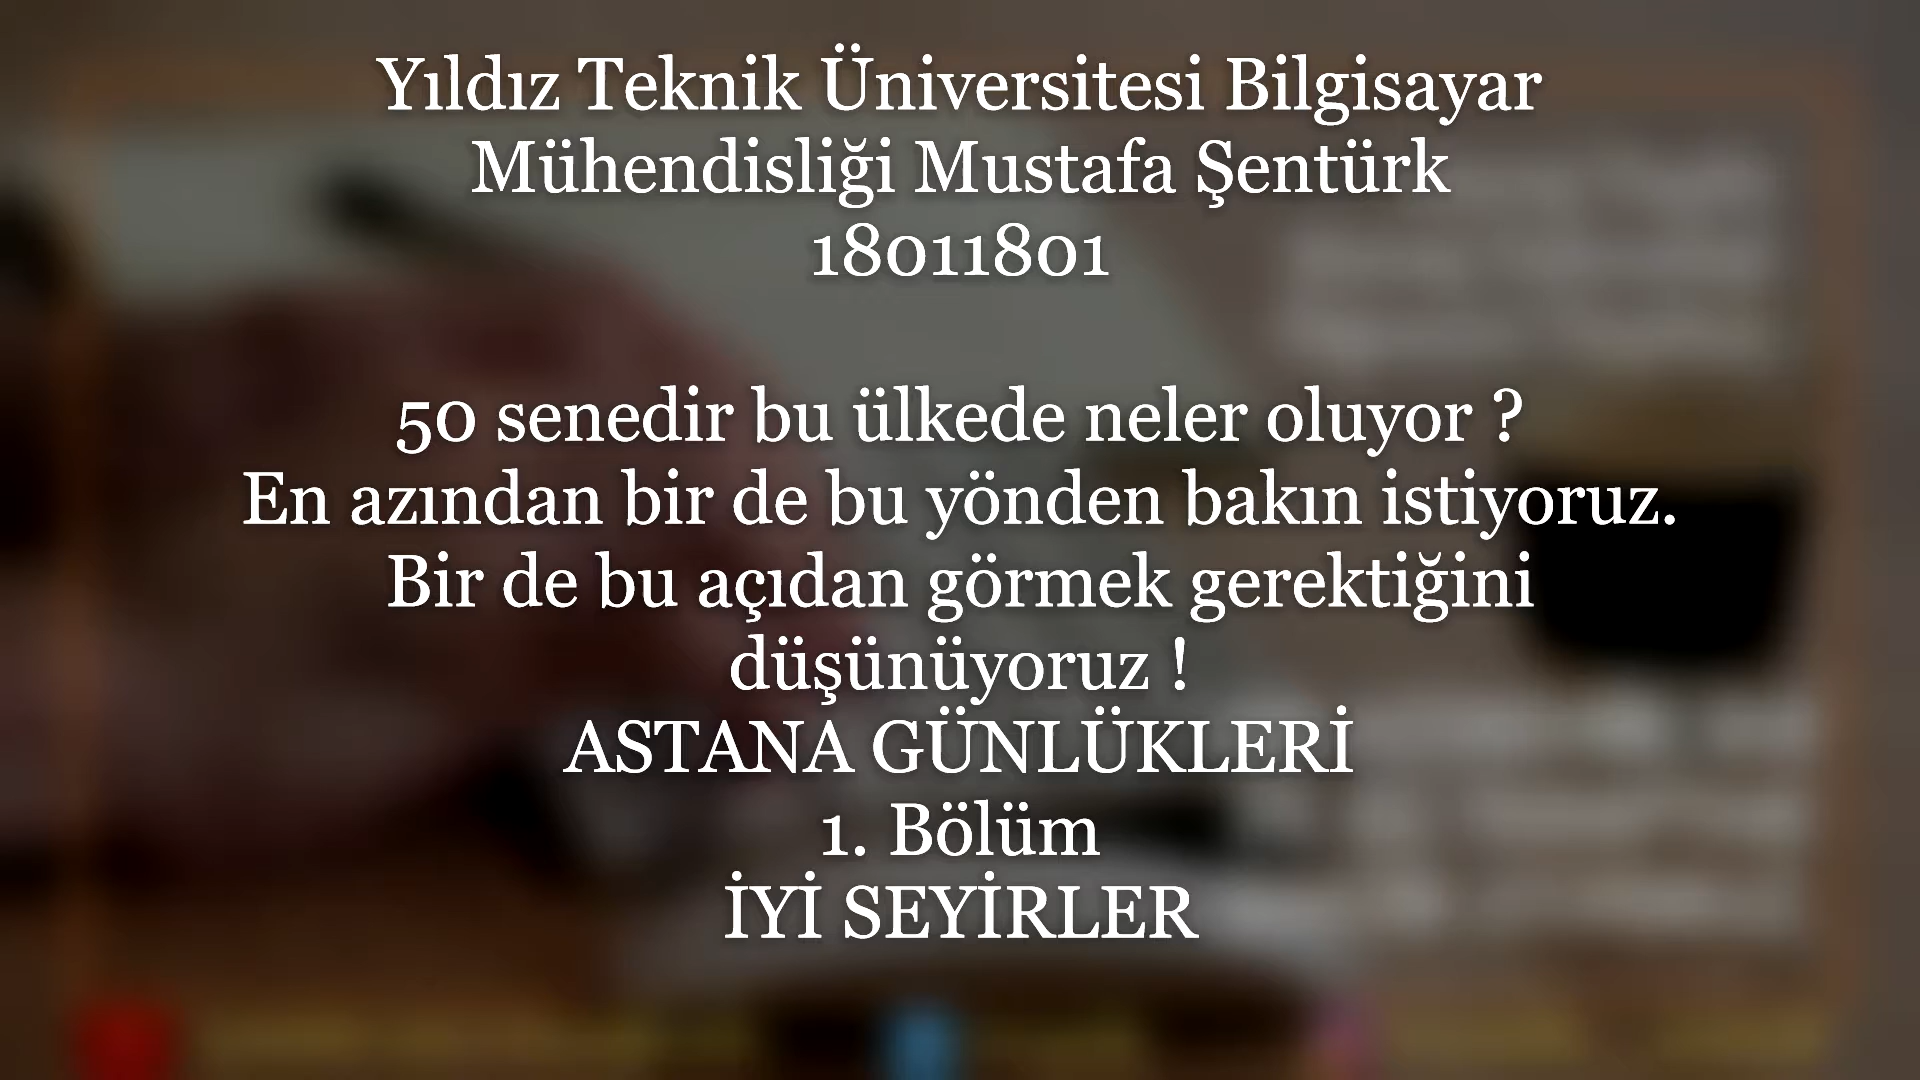 Yıldız Teknik Üniversitesi Bilgisayar
Mühendisliği Mustafa Şentürk
18011801
50 senedir bu ülkede neler oluyor ?
En azından bir de bu yönden bakın istiyoruz.
Bir de bu açıdan görmek gerektiğini
düşünüyoruz !
ASTANA GÜNLÜKLERİ
1. Bölüm
İYİ SEYİRLER